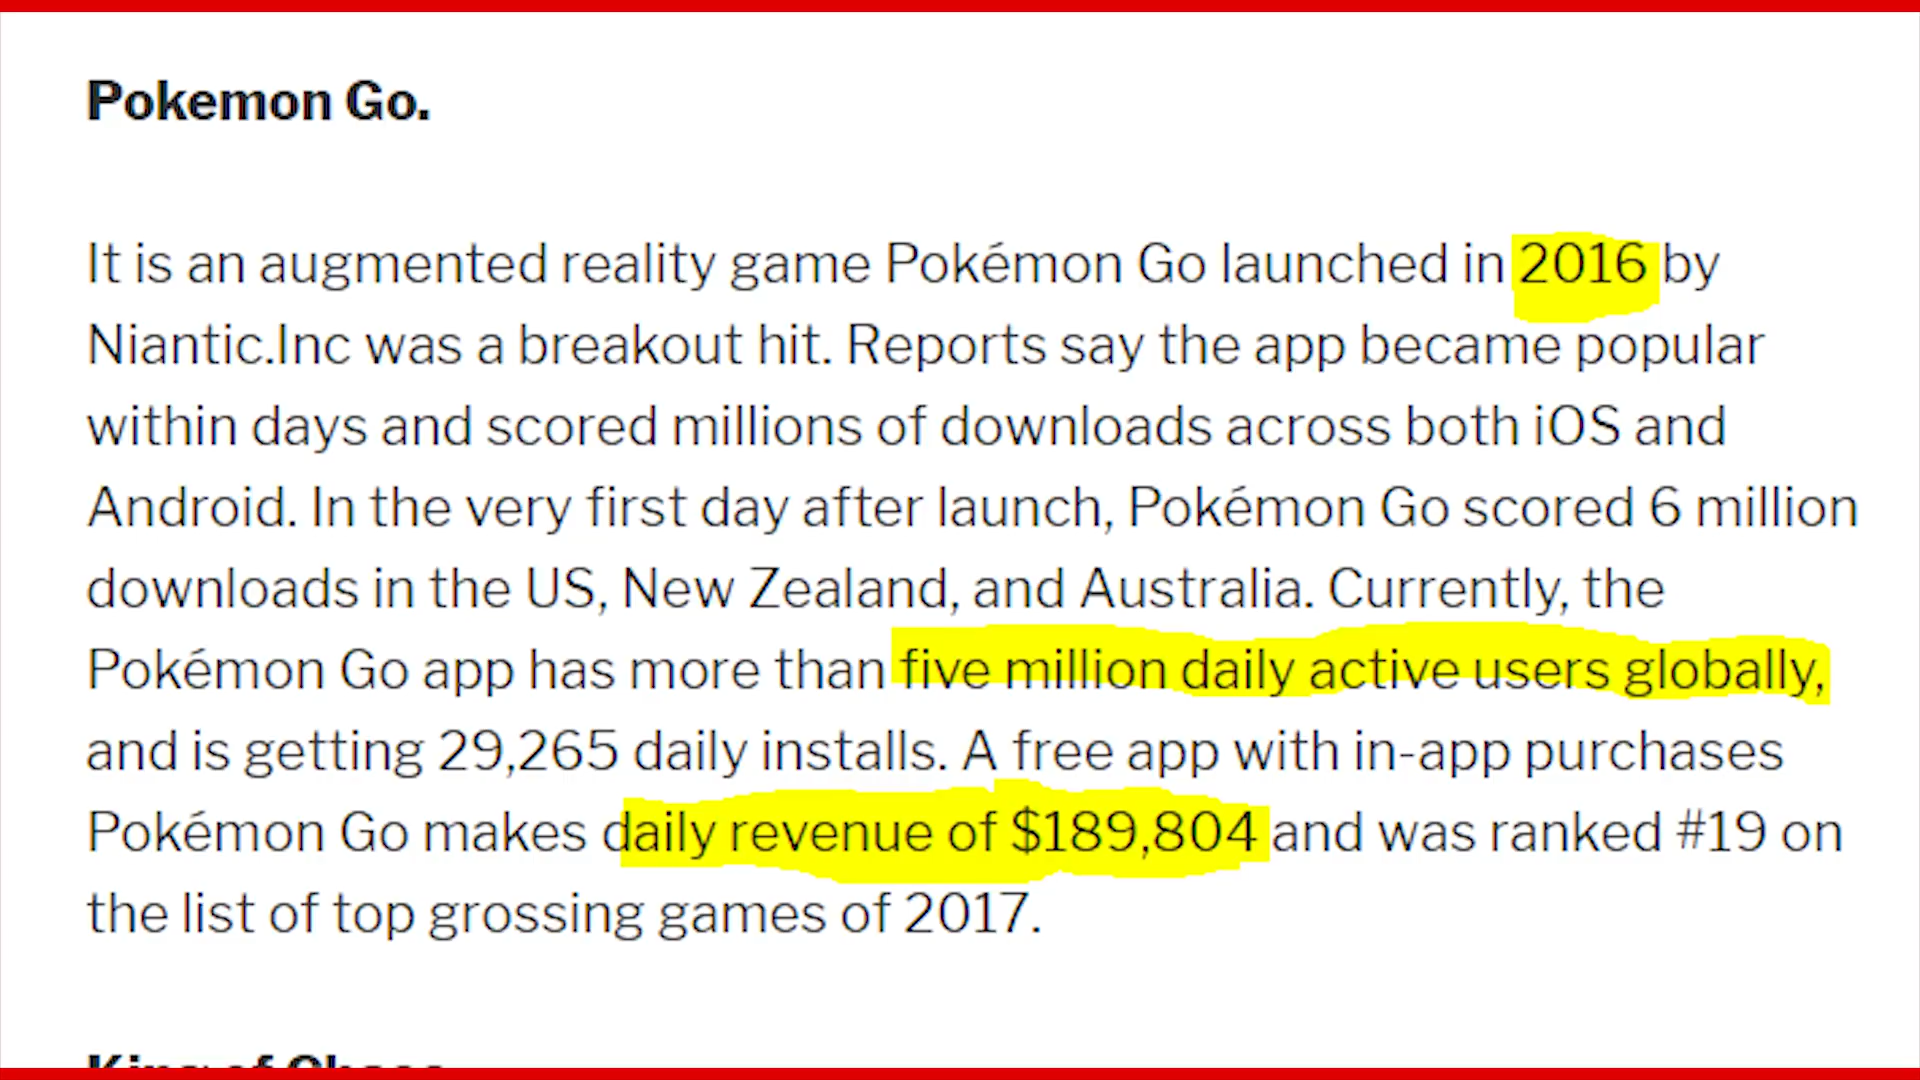 Pokemon Go.
It is an augmented reality game Pokémon Go launched in 2016 by
Niantic.Inc was a breakout hit. Reports say the app became popular
within days and scored millions of downloads across both iOS and
Android. In the very first day after launch, Pokémon Go scored 6 million
downloads in the US, New Zealand, and Australia. Currently, the
Pokémon Go app has more than five million daily active users globally,
and is getting 29,265 daily installs. A free app with in-app purchases
Pokémon Go makes daily revenue of $189,804 and was ranked #19 on
the list of top grossing games of 2017.
King of Chaos